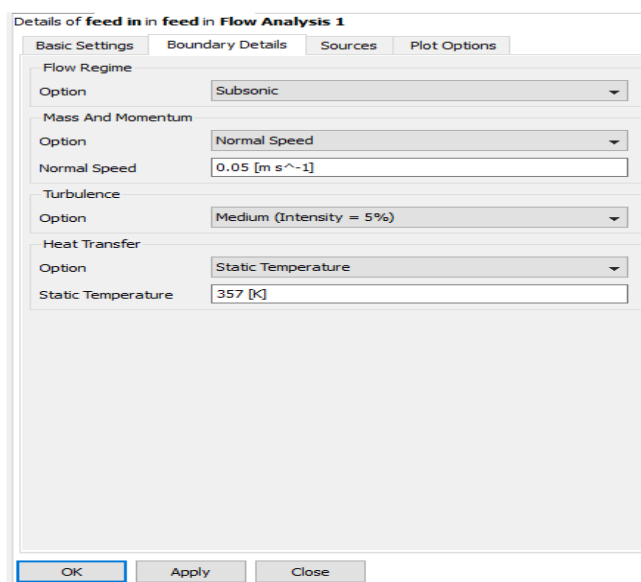 Details of feed in in feed in Flow Analysis 1
Basic Settings Boundary Details Sources Plot Options
Flow Regime
Option Subsonic
Mass And Momentum
Option Normal Speed
Normal Speed 0.05 [m s^-1]
Turbulence
Option Medium (Intensity = 5%)
Heat Transfer
Option Static Temperature
Static Temperature 357 [K]
OK Apply Close